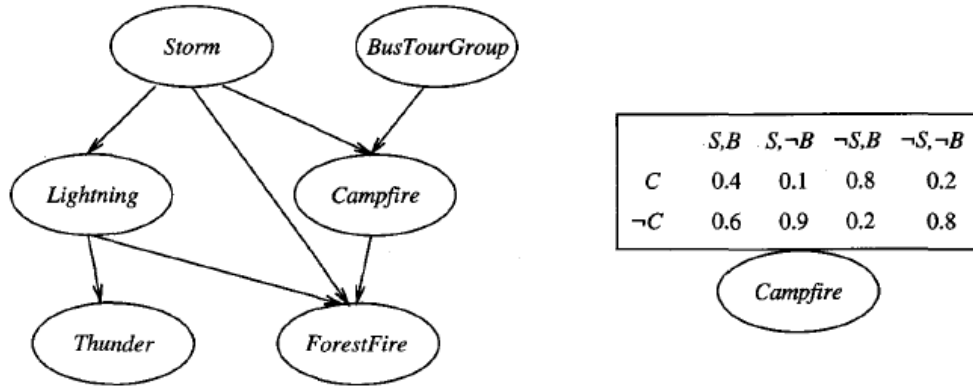 Storm
BusTourGroup
Lightning
Campfire
Thunder
ForestFire
S,B S,¬B ¬S,B ¬S,¬B
C 0.4 0.1 0.8 0.2
¬C 0.6 0.9 0.2 0.8
Campfire